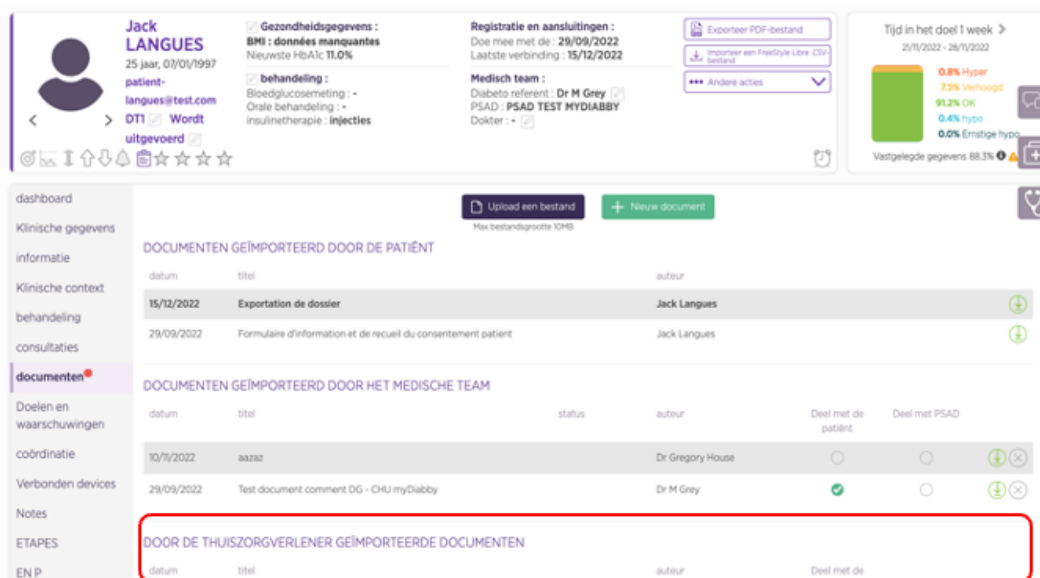 Jack
LANGUES
25 jaar, 07/01/1997
patient-
langues@test.com
DT1 Wordt
uitgevoerd
Gezondheidsgegevens :
BMI : données manquantes
Nieuwste HbA1c 11.0%
behandeling :
Bloedglucosemeting : -
Orale behandeling : -
insulinetherapie : injecties
Registratie en aansluitingen :
Doe mee met de : 29/09/2022
Laatste verbinding : 15/12/2022
Medisch team :
Diabeto referent : Dr M Grey
PSAD : PSAD TEST MYDIABBY
Dokter : -
Exporteer PDF-bestand
Importeer een FreeStyle Libre .CSV-
bestand
Andere acties
Tijd in het doel 1 week
21/11/2022 - 28/11/2022
0.8% Hyper
7.5% Verhoogd
91.2% OK
0.4% hypo
0.0% Ernstige hypo
Vastgelegde gegevens 88.3%
dashboard
Klinische gegevens
informatie
Klinische context
behandeling
consultaties
documenten
Doelen en
waarschuwingen
coördinatie
Verbonden devices
Notes
ETAPES
EN P
Upload een bestand
Nieuw document
Max bestandsgrootte 10MB
DOCUMENTEN GEÏMPORTEERD DOOR DE PATIËNT
datum titel auteur
15/12/2022 Exportation de dossier Jack Langues
29/09/2022 Formulaire d'information et de recueil du consentement patient Jack Langues
DOCUMENTEN GEÏMPORTEERD DOOR HET MEDISCHE TEAM
datum titel status auteur Deel met de Deel met PSAD
patiënt
10/11/2022 aazaz Dr Gregory House
29/09/2022 Test document comment DG - CHU myDiabby Dr M Grey
DOOR DE THUISZORGVERLENER GEÏMPORTEERDE DOCUMENTEN
datum titel auteur Deel met de